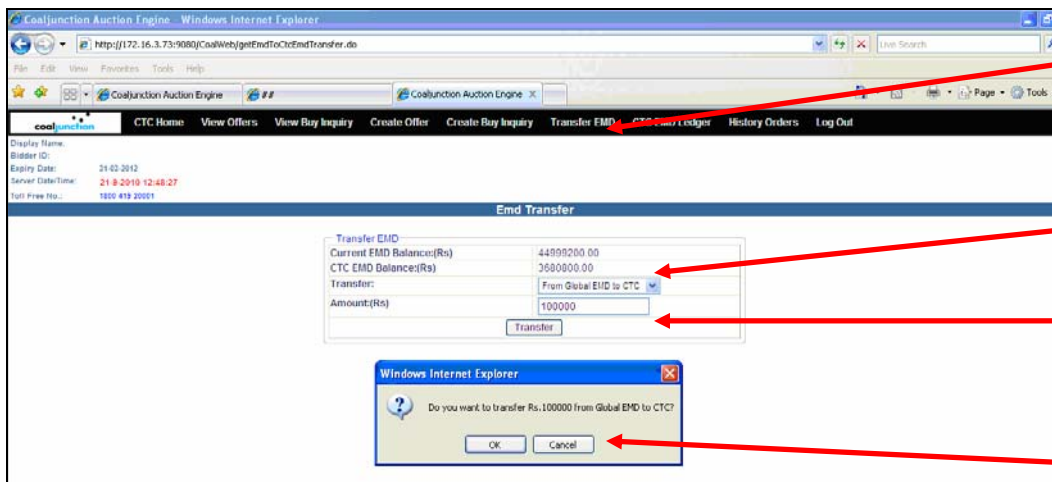 Coaljunction Auction Engine - Windows Internet Explorer
http://172.16.3.73:9080/CoalWeb/getEmdToCtcEmdTransfer.do
Live Search
File Edit View Favorites Tools Help
Coaljunction Auction Engine
##
Coaljunction Auction Engine
Page
Tools
coaljunction
CTC Home View Offers View Buy Inquiry Create Offer Create Buy Inquiry Transfer EMD CTC EMD Ledger History Orders Log Out
Display Name:
Bidder ID:
Expiry Date: 21-02-2012
Server Date/Time: 21-9-2010 12:48:27
Toll Free No.: 1800 419 20001
Emd Transfer
Transfer EMD
Current EMD Balance:(Rs) 44999200.00
CTC EMD Balance:(Rs) 3680800.00
Transfer: From Global EMD to CTC
Amount:(Rs) 100000
Transfer
Windows Internet Explorer
Do you want to transfer Rs.100000 from Global EMD to CTC?
OK Cancel